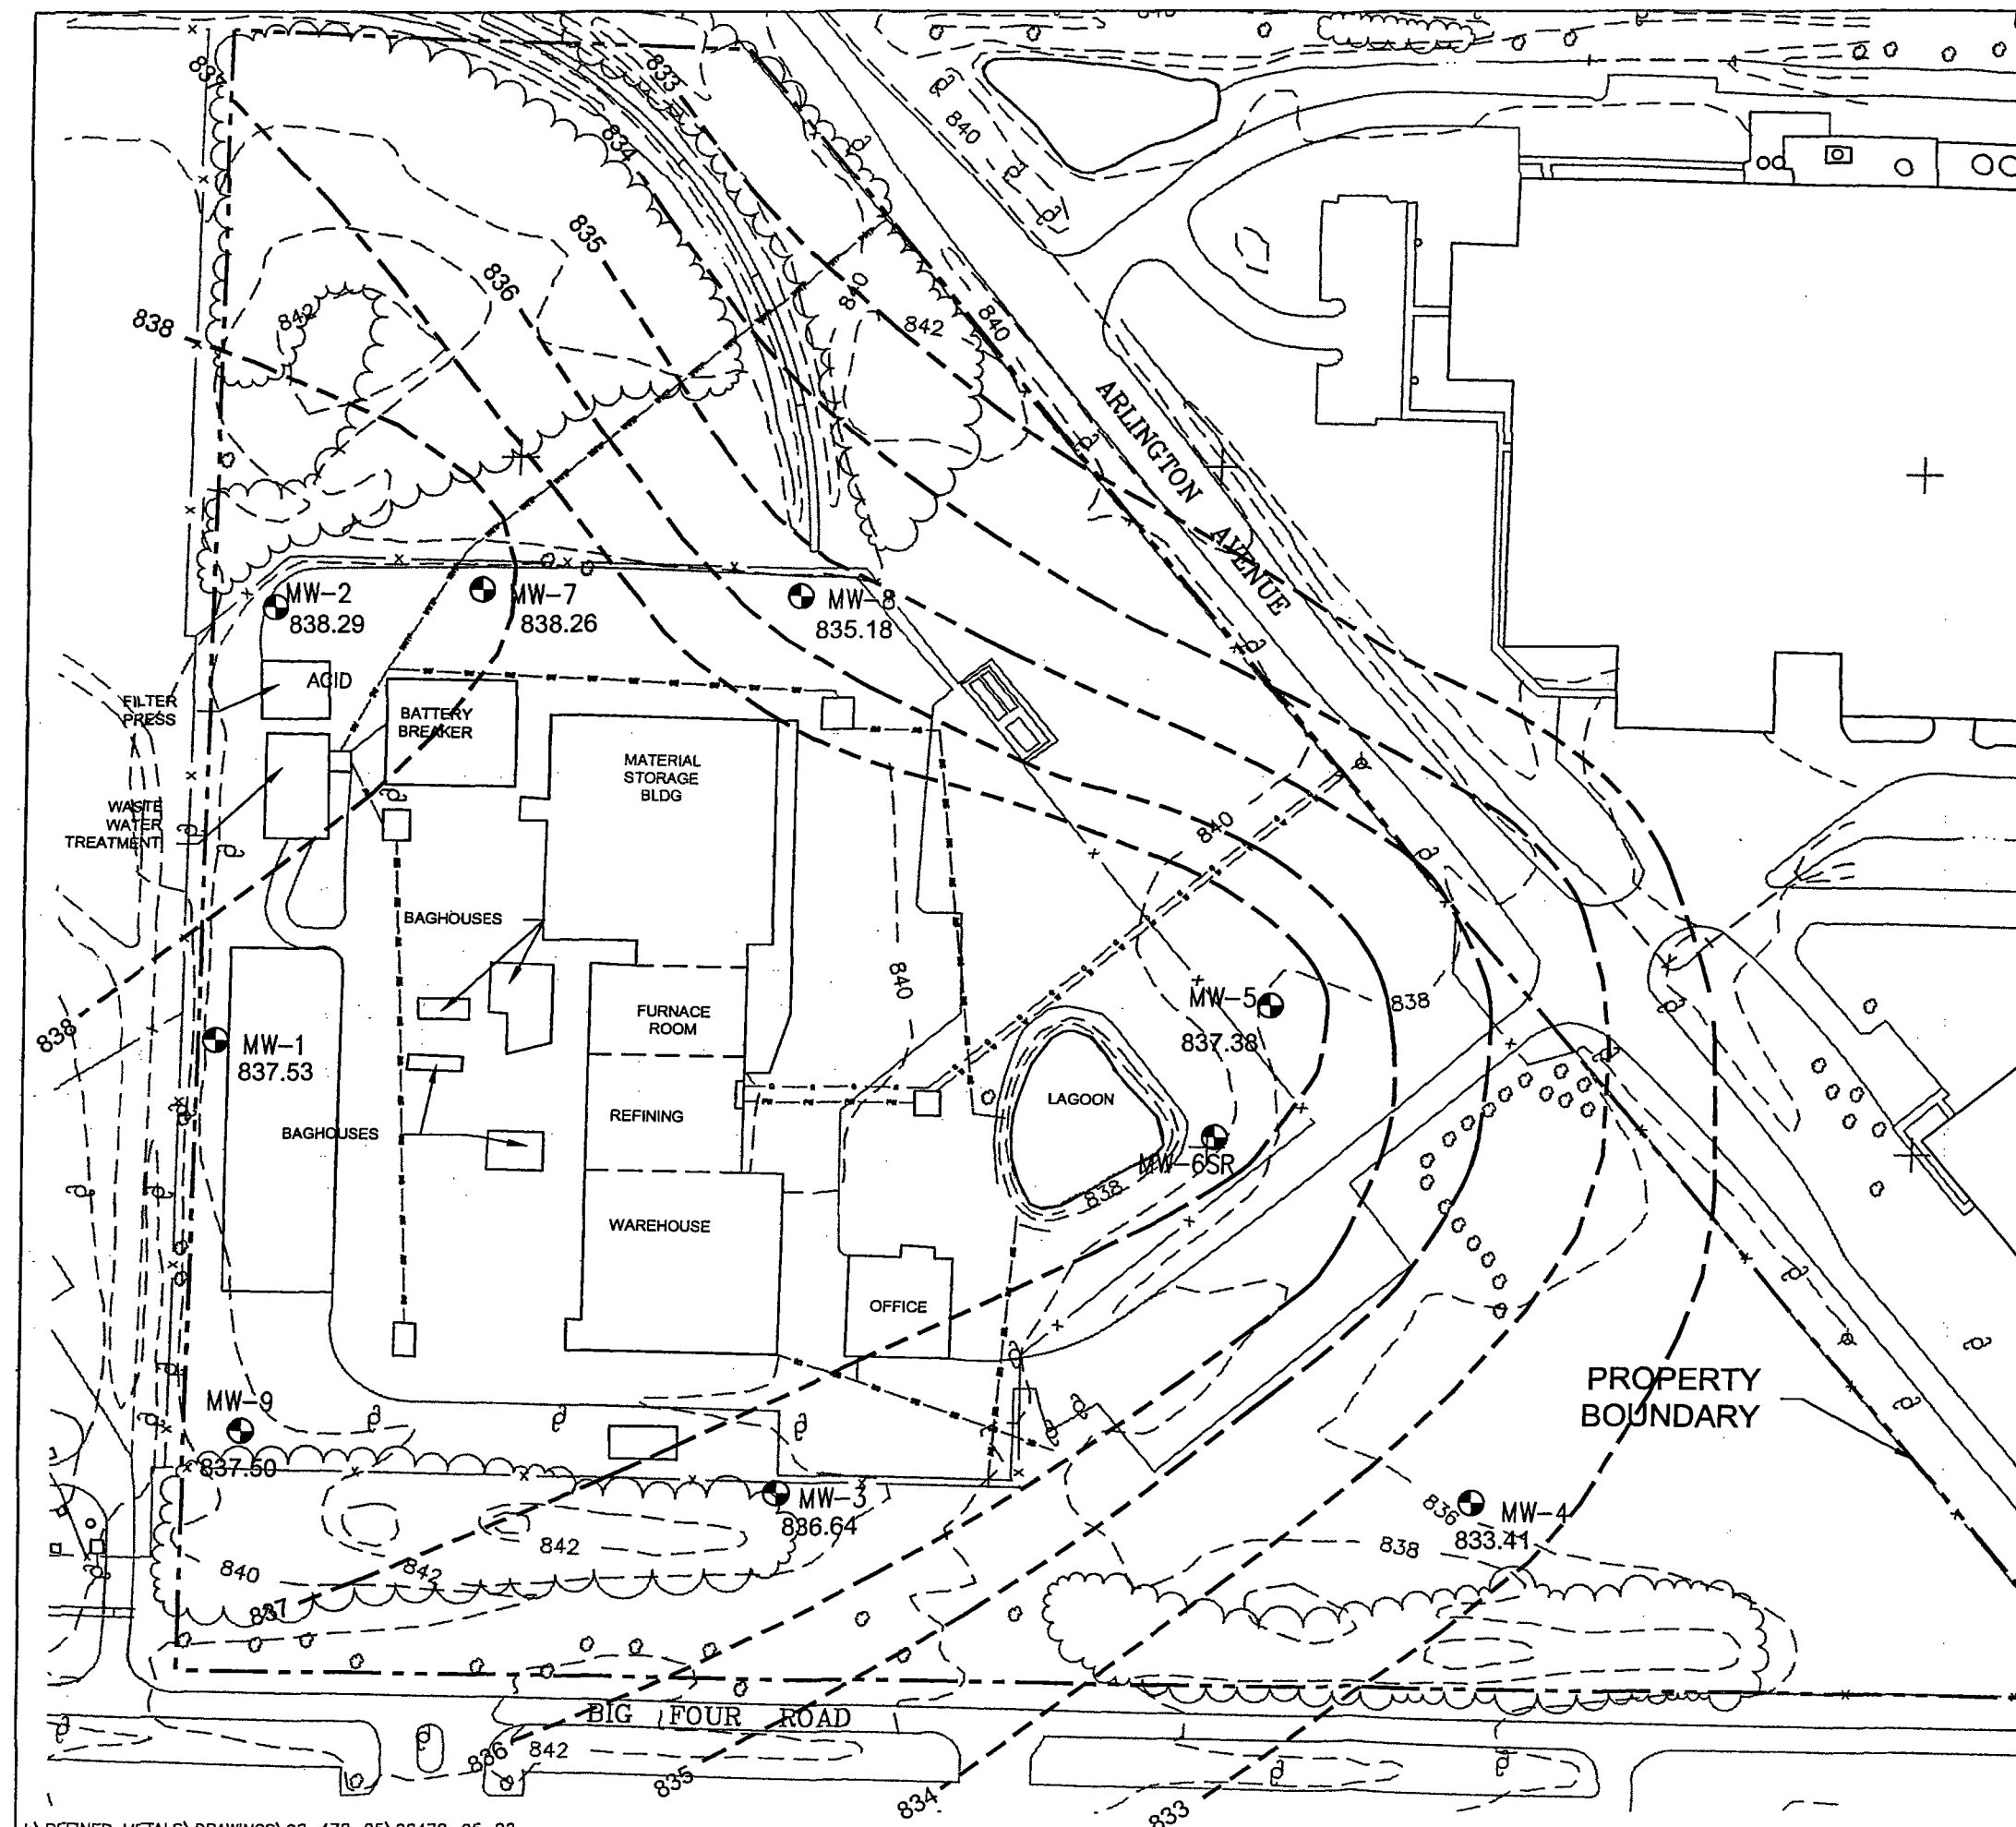 837
833
834
840
835
836
838
842
840
842
840
ARLINGTON AVENUE
MW-2
838.29
MW-7
838.26
MW-8
835.18
ACID
FILTER
PRESS
BATTERY
BREAKER
MATERIAL
STORAGE
BLDG
WASTE
WATER
TREATMENT
840
BAGHOUSES
840
838
MW-1
837.53
FURNACE
ROOM
MW-5
837.38
838
REFINING
BAGHOUSES
LAGOON
MW-6SR
838
WAREHOUSE
OFFICE
PROPERTY
BOUNDARY
MW-9
837.50
MW-3
836.64
836
MW-4
833.41
838
840
842
842
837
BIG FOUR ROAD
836
842
835
834
833